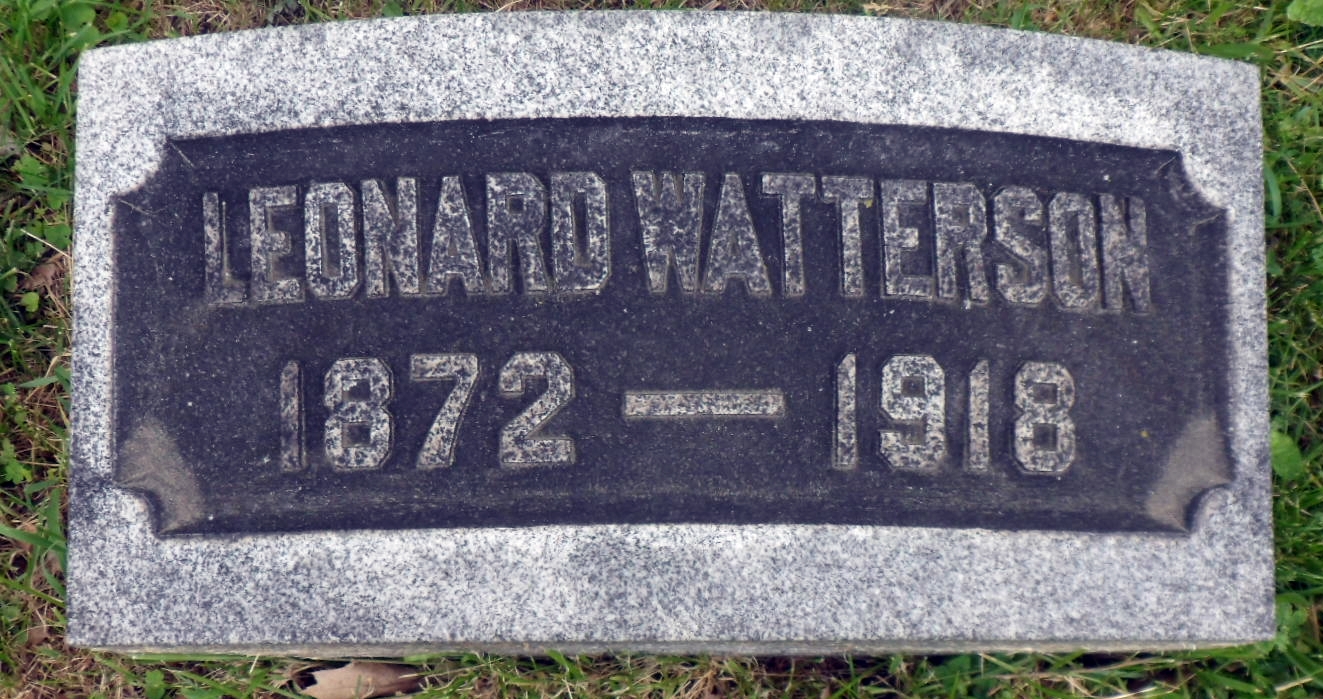 LEONARD WATTERSON
1872 — 1918